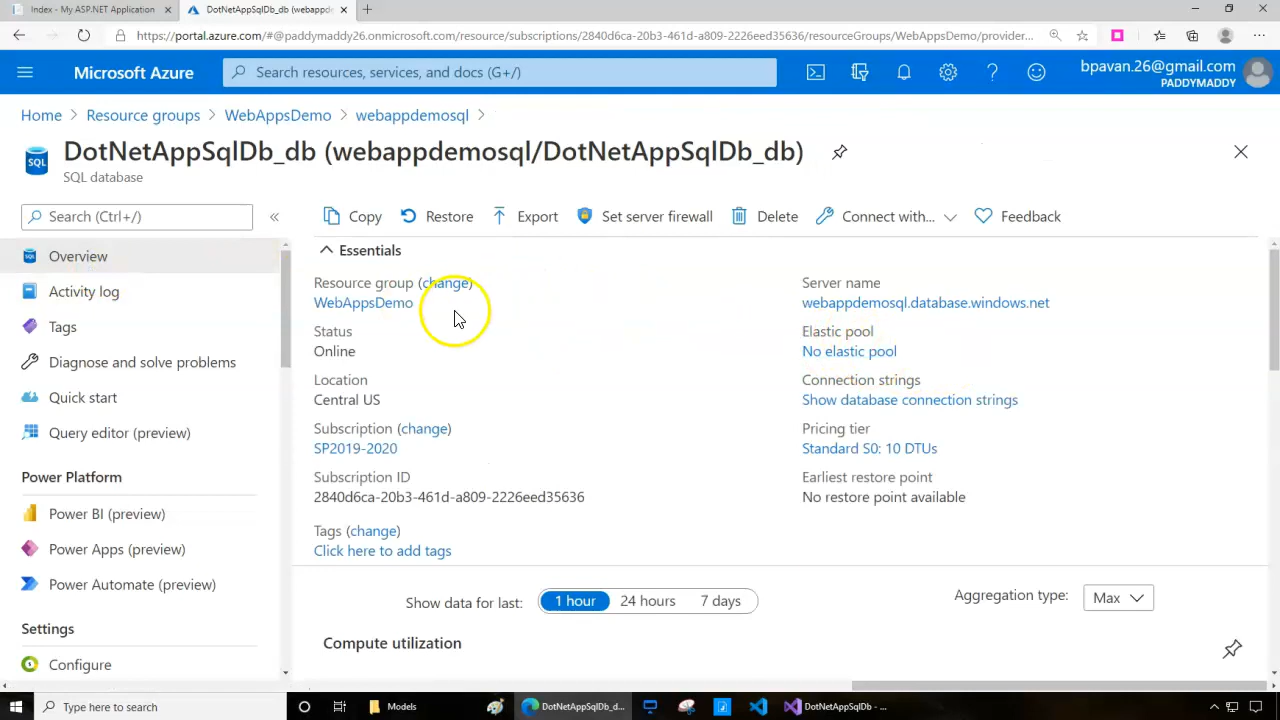 Index - My ASP.NET Application
DotNetAppSqlDb_db (webappdemo
https://portal.azure.com/#@paddymaddy26.onmicrosoft.com/resource/subscriptions/2840d6ca-20b3-461d-a809-2226eed35636/resourceGroups/WebAppsDemo/provider...
Microsoft Azure
Search resources, services, and docs (G+/)
bpavan.26@gmail.com
PADDYMADDY
Home > Resource groups > WebAppsDemo > webappdemosql >
DotNetAppSqlDb_db (webappdemosql/DotNetAppSqlDb_db)
SQL database
Search (Ctrl+/)
Copy Restore Export Set server firewall Delete Connect with... Feedback
Overview
Activity log
Tags
Diagnose and solve problems
Quick start
Query editor (preview)
Power Platform
Power BI (preview)
Power Apps (preview)
Power Automate (preview)
Settings
Configure
Essentials
Resource group (change)
WebAppsDemo
Status
Online
Location
Central US
Subscription (change)
SP2019-2020
Subscription ID
2840d6ca-20b3-461d-a809-2226eed35636
Tags (change)
Click here to add tags
Server name
webappdemosql.database.windows.net
Elastic pool
No elastic pool
Connection strings
Show database connection strings
Pricing tier
Standard S0: 10 DTUs
Earliest restore point
No restore point available
Show data for last: 1 hour 24 hours 7 days
Aggregation type: Max
Compute utilization
Type here to search
Models
DotNetAppSqlDb_d...
DotNetAppSqlDb - ...